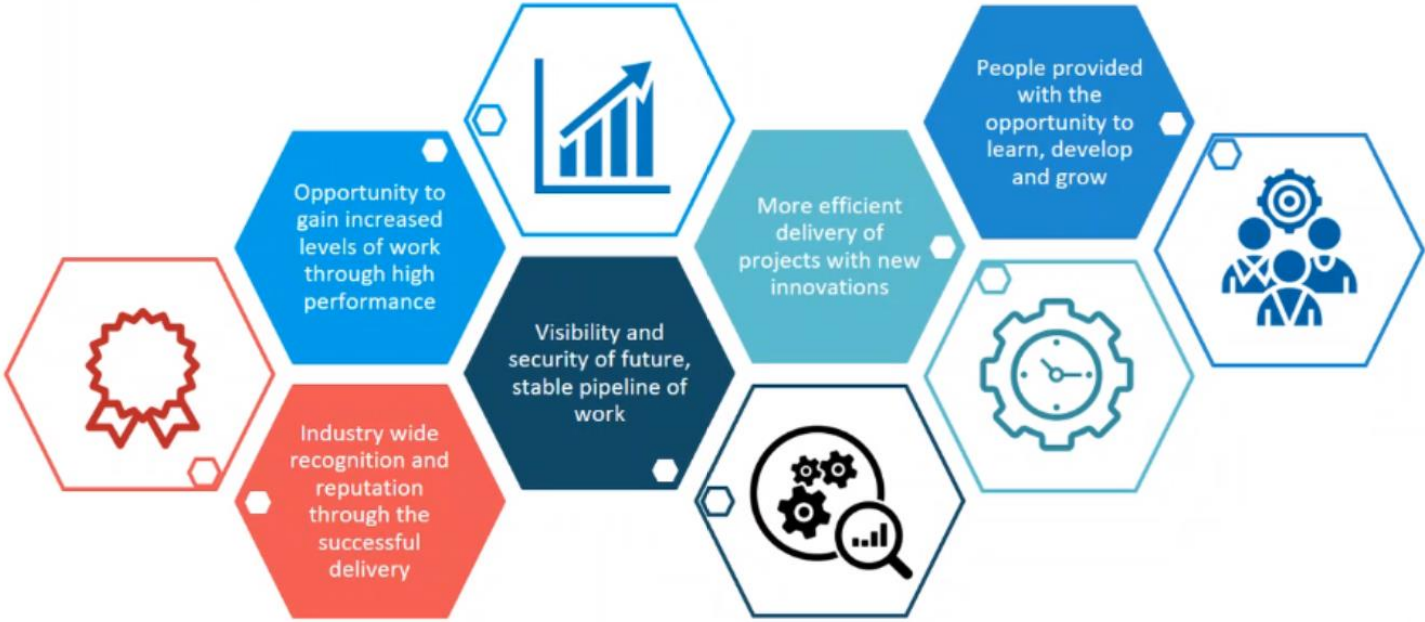 Opportunity to
gain increased
levels of work
through high
performance
Industry wide
recognition and
reputation
through the
successful
delivery
Visibility and
security of future,
stable pipeline of
work
More efficient
delivery of
projects with new
innovations
People provided
with the
opportunity to
learn, develop
and grow